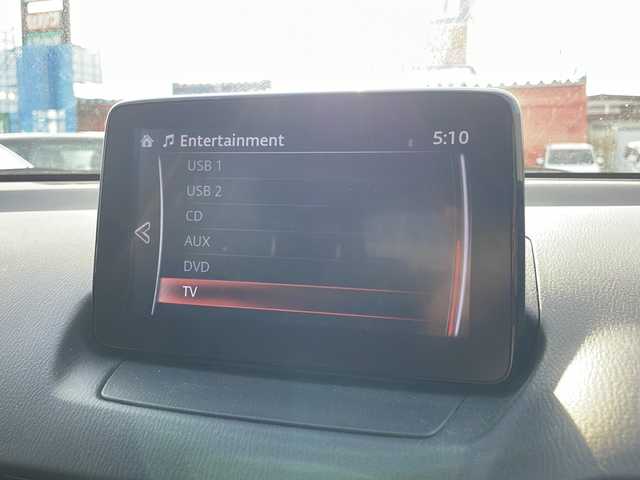 Entertainment 5:10
USB 1
USB 2
CD
AUX
DVD
TV